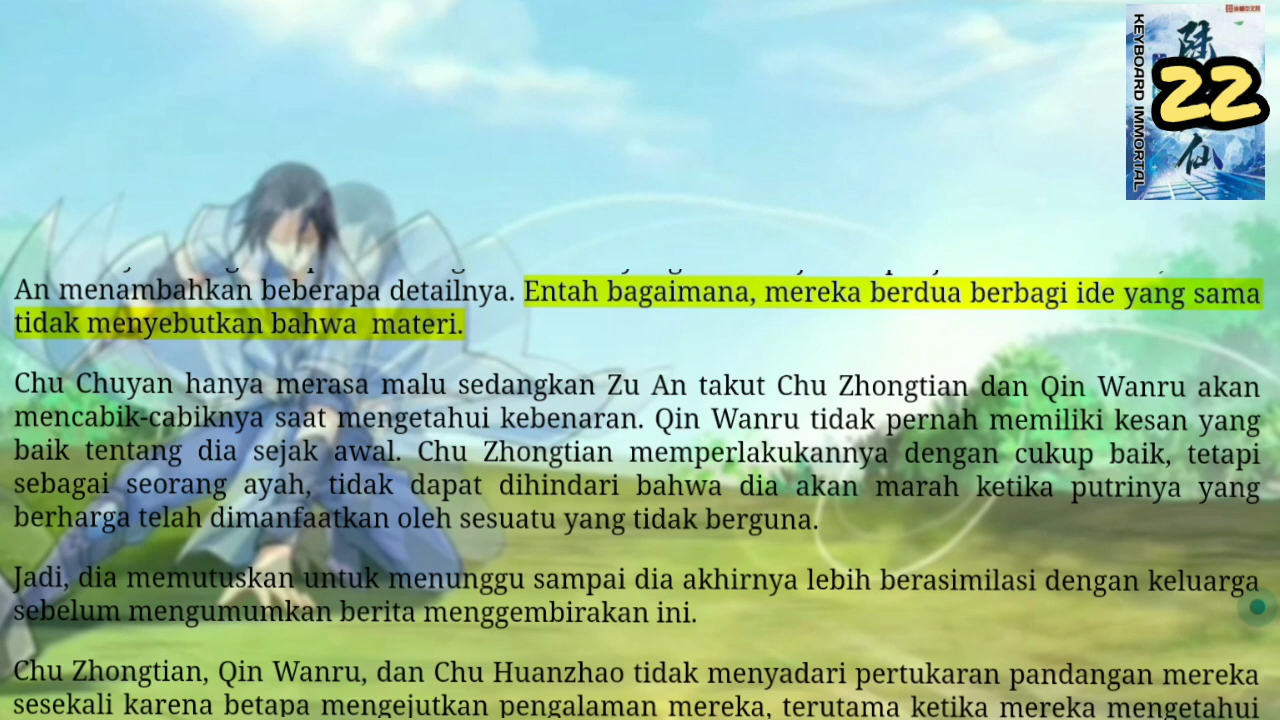 陆
仙
KEYBOARD IMMORTAL
22
An menambahkan beberapa detailnya. Entah bagaimana, mereka berdua berbagi ide yang sama
tidak menyebutkan bahwa  materi.
Chu Chuyan hanya merasa malu sedangkan Zu An takut Chu Zhongtian dan Qin Wanru akan
mencabik-cabiknya saat mengetahui kebenaran. Qin Wanru tidak pernah memiliki kesan yang
baik tentang dia sejak awal. Chu Zhongtian memperlakukannya dengan cukup baik, tetapi
sebagai seorang ayah, tidak dapat dihindari bahwa dia akan marah ketika putrinya yang
berharga telah dimanfaatkan oleh sesuatu yang tidak berguna.
Jadi, dia memutuskan untuk menunggu sampai dia akhirnya lebih berasimilasi dengan keluarga
sebelum mengumumkan berita menggembirakan ini.
Chu Zhongtian, Qin Wanru, dan Chu Huanzhao tidak menyadari pertukaran pandangan mereka
sesekali karena betapa mengejutkan pengalaman mereka, terutama ketika mereka mengetahui